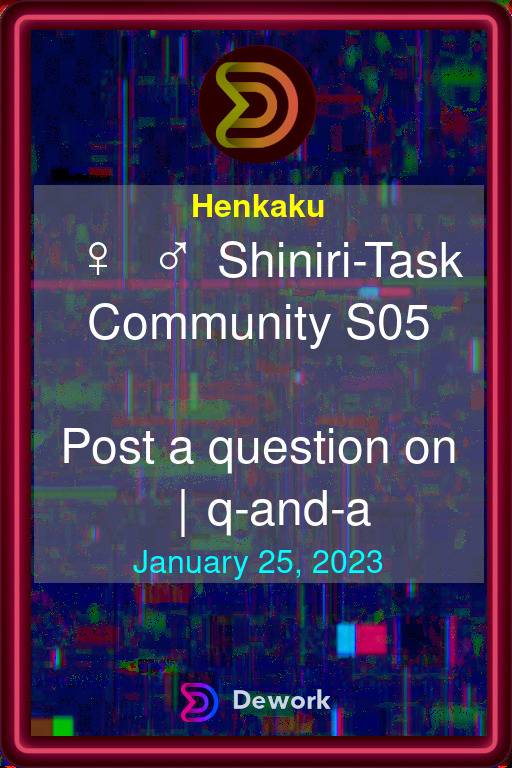 Henkaku
♀ ♂ Shiniri-Task
Community S05
Post a question on
| q-and-a
January 25, 2023
Dework